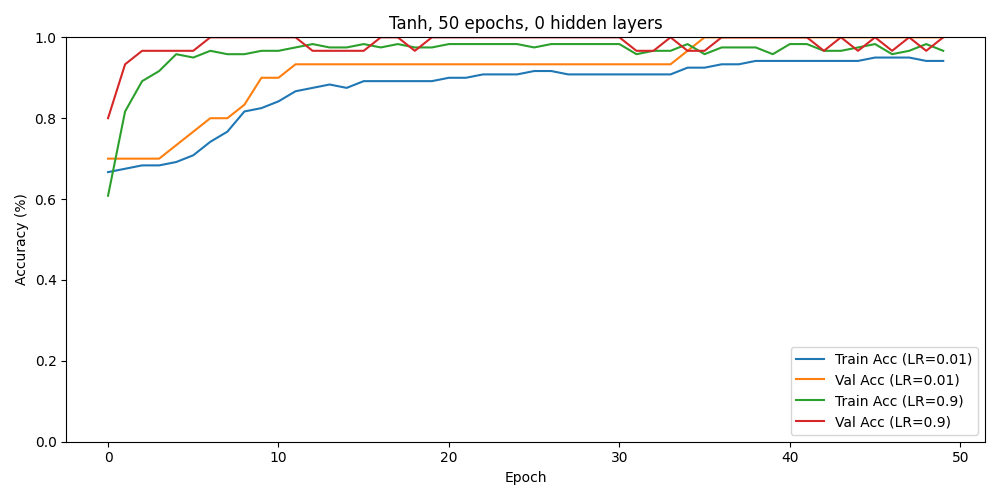 Tanh, 50 epochs, 0 hidden layers
Accuracy (%)
1.0
0.8
0.6
0.4
0.2
0.0
0 10 20 30 40 50
Epoch
Train Acc (LR=0.01)
Val Acc (LR=0.01)
Train Acc (LR=0.9)
Val Acc (LR=0.9)